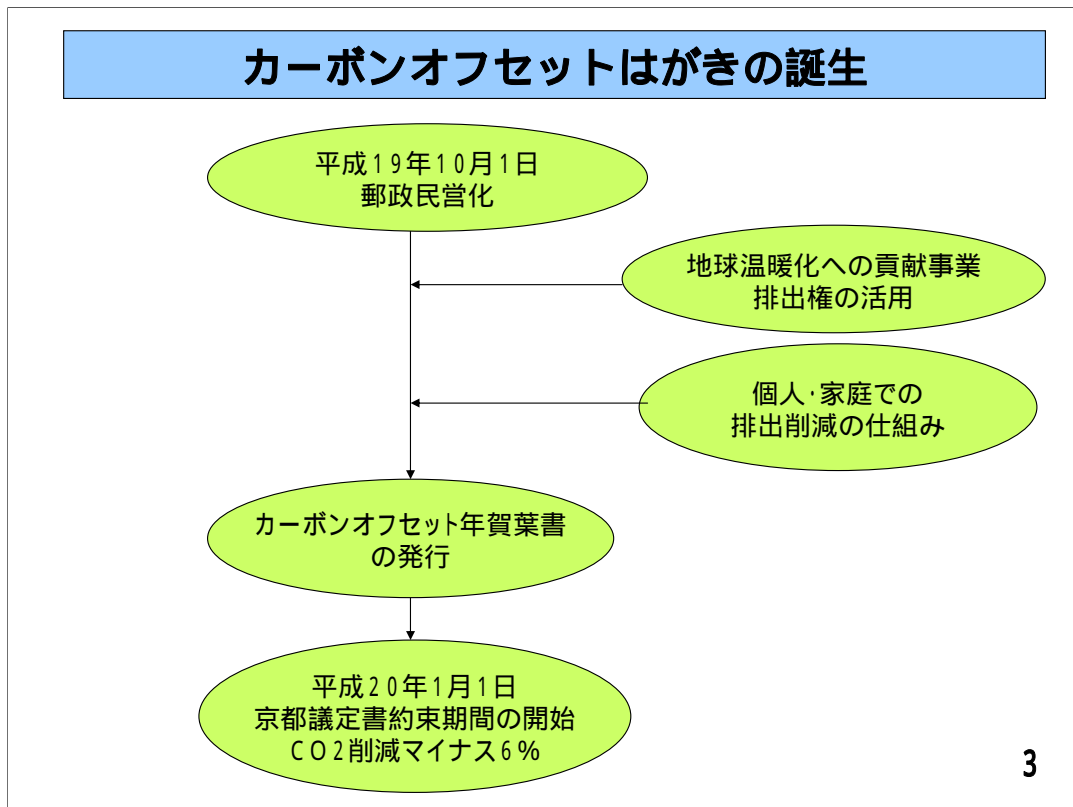 カーボンオフセットはがきの誕生
平成19年10月1日
郵政民営化
地球温暖化への貢献事業
排出権の活用
個人・家庭での
排出削減の仕組み
カーボンオフセット年賀葉書
の発行
平成20年1月1日
京都議定書約束期間の開始
CO2削減マイナス6%
3